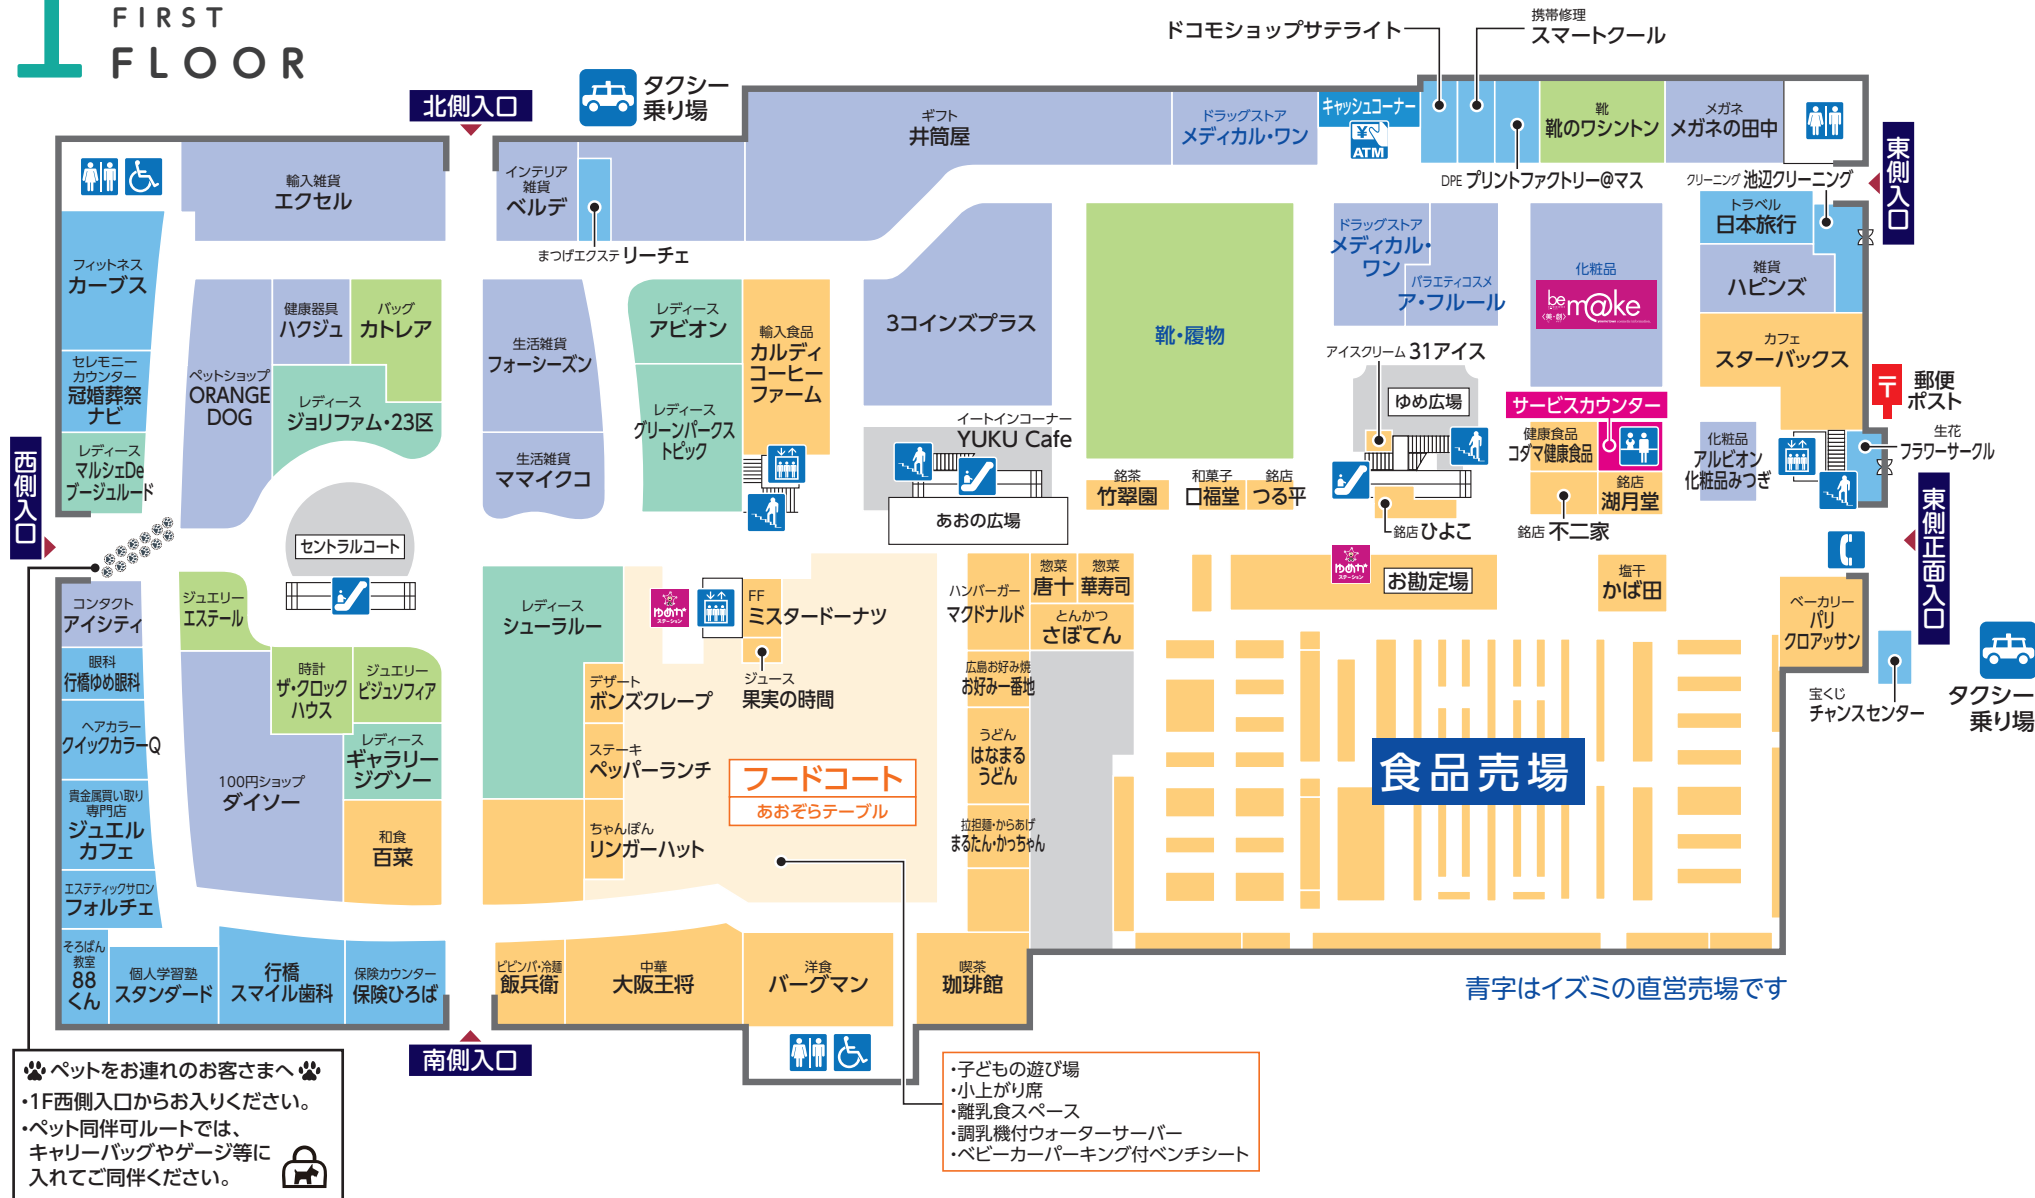 1
FIRST
FLOOR
ドコモショップサテライト
携帯修理
スマートクール
北側入口
タクシー
乗り場
ギフト
井筒屋
ドラッグストア
メディカル・ワン
キャッシュコーナー
¥
ATM
靴
靴のワシントン
メガネ
メガネの田中
東側入口
DPE プリントファクトリー@マス
クリーニング 池辺クリーニング
輸入雑貨
エクセル
インテリア
雑貨
ベルデ
まつげエクステ リーチェ
トラベル
日本旅行
雑貨
ハピンズ
フィットネス
カーブス
健康器具
ハクジュ
バッグ
カトレア
生活雑貨
フォーシーズン
レディース
アビオン
輸入食品
カルディ
コーヒー
ファーム
3コインズプラス
靴・履物
ドラッグストア
メディカル・
ワン
バラエティコスメ
ア・フルール
化粧品
be
m@ke
〈美・創〉
カフェ
スターバックス
アイスクリーム 31アイス
セレモニー
カウンター
冠婚葬祭
ナビ
ペットショップ
ORANGE
DOG
レディース
ジョリファム・23区
レディース
グリーンパークス
トピック
イートインコーナー
YUKU Cafe
ゆめ広場
サービスカウンター
〒
郵便
ポスト
西側入口
レディース
マルシェDe
ブージュルード
生活雑貨
ママイクコ
健康食品
コダマ健康食品
化粧品
アルビオン
化粧品みつぎ
生花
フラワーサークル
銘茶
竹翠園
和菓子
口福堂
銘店
つる平
銘店
湖月堂
あおの広場
銘店 ひよこ
銘店 不二家
東側正面入口
セントラルコート
コンタクト
アイシティ
ジュエリー
エステール
レディース
シューラルー
ゆめか
ステーション
FF
ミスタードーナツ
ハンバーガー
マクドナルド
惣菜
唐十
惣菜
華寿司
とんかつ
さぼてん
ゆめか
ステーション
お勘定場
塩干
かば田
ベーカリー
パリ
クロアッサン
眼科
行橋ゆめ眼科
時計
ザ・クロック
ハウス
ジュエリー
ビジュソフィア
デザート
ボンズクレープ
ジュース
果実の時間
広島お好み焼
お好み一番地
宝くじ
チャンスセンター
タクシー
乗り場
ヘアカラー
クイックカラーQ
レディース
ギャラリー
ジグソー
ステーキ
ペッパーランチ
うどん
はなまる
うどん
フードコート
あおぞらテーブル
食品売場
100円ショップ
ダイソー
貴金属買い取り
専門店
ジュエル
カフェ
和食
百菜
ちゃんぽん
リンガーハット
拉担麺・からあげ
まるたん・かっちゃん
エステティックサロン
フォルチェ
そろばん
教室
88
くん
個人学習塾
スタンダード
行橋
スマイル歯科
保険カウンター
保険ひろば
ビビンバ・冷麺
飯兵衛
中華
大阪王将
洋食
バーグマン
喫茶
珈琲館
青字はイズミの直営売場です
南側入口
ペットをお連れのお客さまへ
・1F西側入口からお入りください。
・ペット同伴可ルートでは、
キャリーバッグやゲージ等に
入れてご同伴ください。
・子どもの遊び場
・小上がり席
・離乳食スペース
・調乳機付ウォーターサーバー
・ベビーカーパーキング付ベンチシート